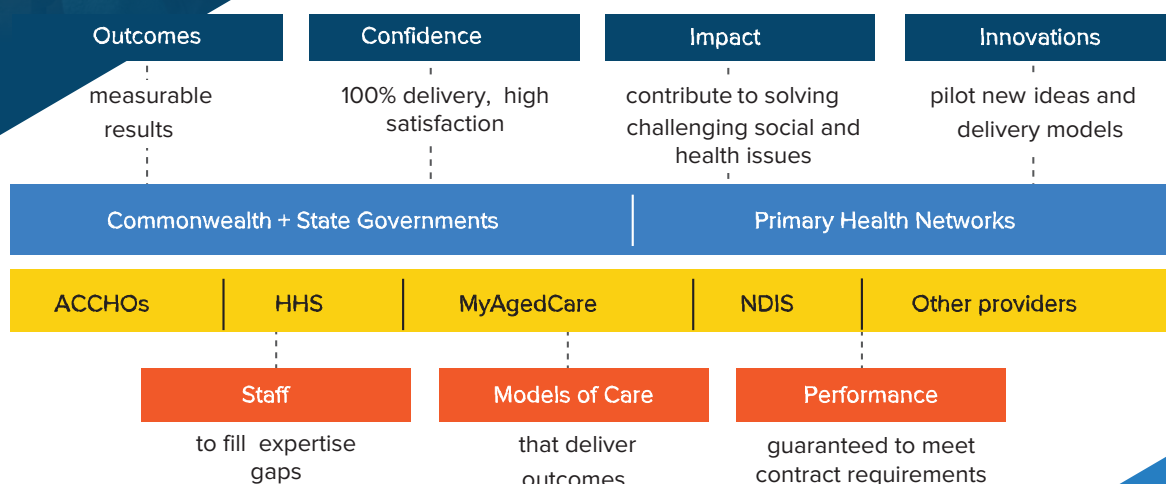 Outcomes
Confidence
Impact
Innovations
measurable
results
100% delivery, high
satisfaction
contribute to solving
challenging social and
health issues
pilot new ideas and
delivery models
Commonwealth + State Governments
Primary Health Networks
ACCHOs
HHS
MyAgedCare
NDIS
Other providers
Staff
Models of Care
Performance
to fill expertise
gaps
that deliver
outcomes
guaranteed to meet
contract requirements